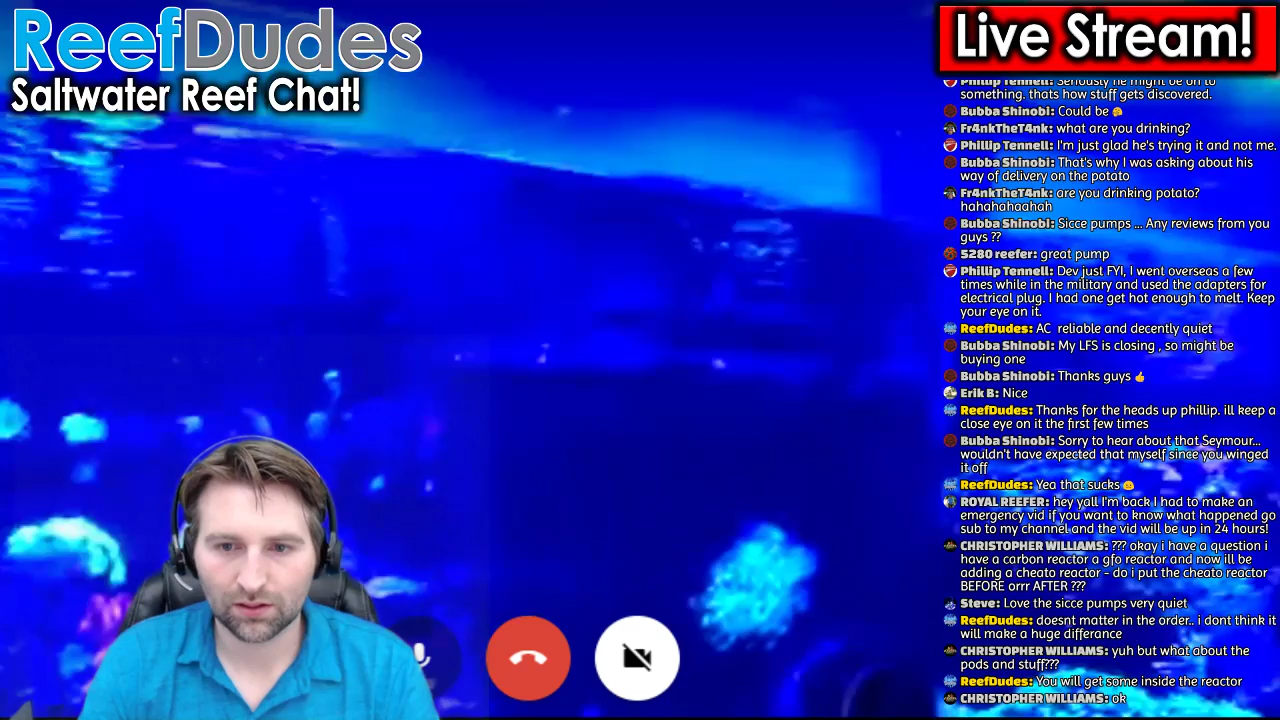 ReefDudes
Saltwater Reef Chat!
Live Stream!
Phillip Tennell: Seriously he might be on to
something. thats how stuff gets discovered.
Bubba Shinobi: Could be
Fr4nkTheT4nk: what are you drinking?
Phillip Tennell: I'm just glad he's trying it and not me.
Bubba Shinobi: That's why I was asking about his
way of delivery on the potato
Fr4nkTheT4nk: are you drinking potato?
hahahahaahah
Bubba Shinobi: Sicce pumps ... Any reviews from you
guys ??
5280 reefer: great pump
Phillip Tennell: Dev just FYI, I went overseas a few
times while in the military and used the adapters for
electrical plug. I had one get hot enough to melt. Keep
your eye on it.
ReefDudes: AC reliable and decently quiet
Bubba Shinobi: My LFS is closing , so might be
buying one
Bubba Shinobi: Thanks guys 👍
Erik B: Nice
ReefDudes: Thanks for the heads up phillip. ill keep a
close eye on it the first few times
Bubba Shinobi: Sorry to hear about that Seymour...
wouldn't have expected that myself since you winged
it off
ReefDudes: Yea that sucks
ROYAL REEFER: hey yall I'm back I had to make an
emergency vid if you want to know what happened go
sub to my channel and the vid will be up in 24 hours!
CHRISTOPHER WILLIAMS: ??? okay i have a question i
have a carbon reactor a gfo reactor and now ill be
adding a cheato reactor - do i put the cheato reactor
BEFORE orrr AFTER ???
Steve: Love the sicce pumps very quiet
ReefDudes: doesnt matter in the order.. i dont think it
will make a huge differance
CHRISTOPHER WILLIAMS: yuh but what about the
pods and stuff???
ReefDudes: You will get some inside the reactor
CHRISTOPHER WILLIAMS: ok